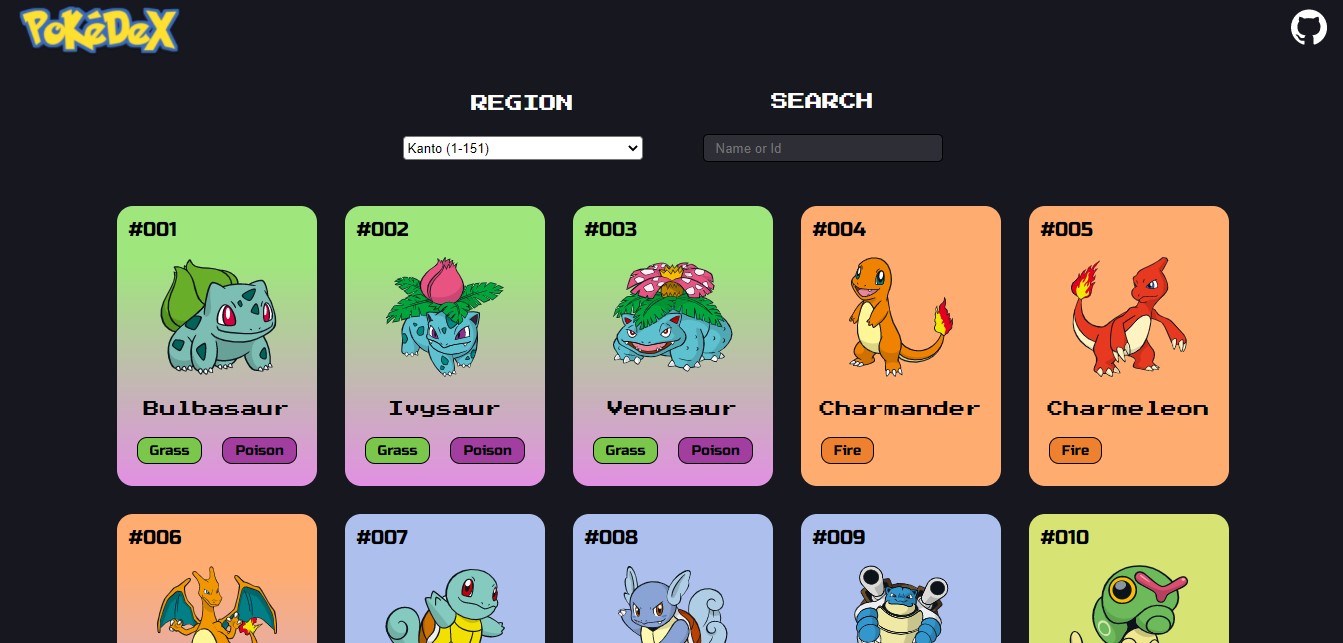 PoKéDeX
REGION
SEARCH
Kanto (1-151)
Name or Id
#001
#002
#003
#004
#005
Bulbasaur
Ivysaur
Venusaur
Charmander
Charmeleon
Grass
Poison
Grass
Poison
Grass
Poison
Fire
Fire
#006
#007
#008
#009
#010